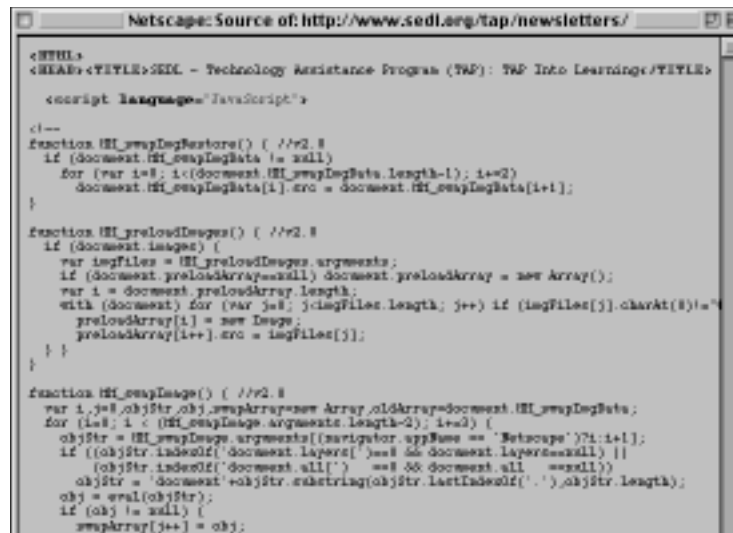 Netscape: Source of: http://www.sedl.org/tap/newsletters/
<HTML>
<HEAD><TITLE>SEDL - Technology Assistance Program (TAP): TAP Into Learning</TITLE>
<script language="JavaScript">
<!--
function MM_swapImgRestore() { //v2.0
if (document.MM_swapImgData != null)
for (var i=0; i<(document.MM_swapImgData.length-1); i+=2)
document.MM_swapImgData[i].src = document.MM_swapImgData[i+1];
}
function MM_preloadImages() { //v2.0
if (document.images) {
var imgFiles = MM_preloadImages.arguments;
if (document.preloadArray==null) document.preloadArray = new Array();
var i = document.preloadArray.length;
with (document) for (var j=0; j<imgFiles.length; j++) if (imgFiles[j].charAt(0)!="
preloadArray[i] = new Image;
preloadArray[i++].src = imgFiles[j];
} }
}
function MM_swapImage() { //v2.0
var i,j=0,objStr,obj,swapArray=new Array,oldArray=document.MM_swapImgData;
for (i=0; i < (MM_swapImage.arguments.length-2); i+=3) {
objStr = MM_swapImage.arguments[(navigator.appName == 'Netscape')?i:i+1];
if ((objStr.indexOf('document.layers[')==0 && document.layers==null) ||
(objStr.indexOf('document.all[') ==0 && document.all ==null))
objStr = 'document'+objStr.substring(objStr.lastIndexOf('.'),objStr.length);
obj = eval(objStr);
if (obj != null) {
swapArray[j++] = obj;